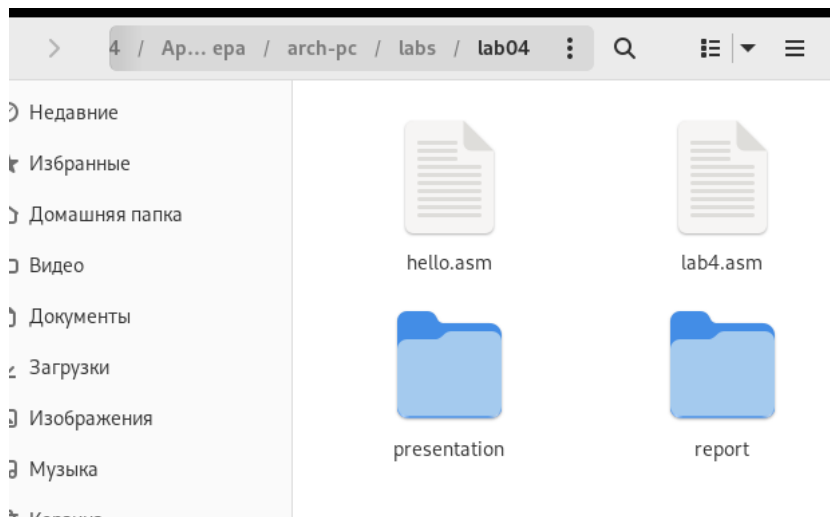 4 / Ap... epa / arch-pc / labs / lab04
Недавние
Избранные
Домашняя папка
Видео
Документы
Загрузки
Изображения
Музыка
hello.asm lab4.asm
presentation report